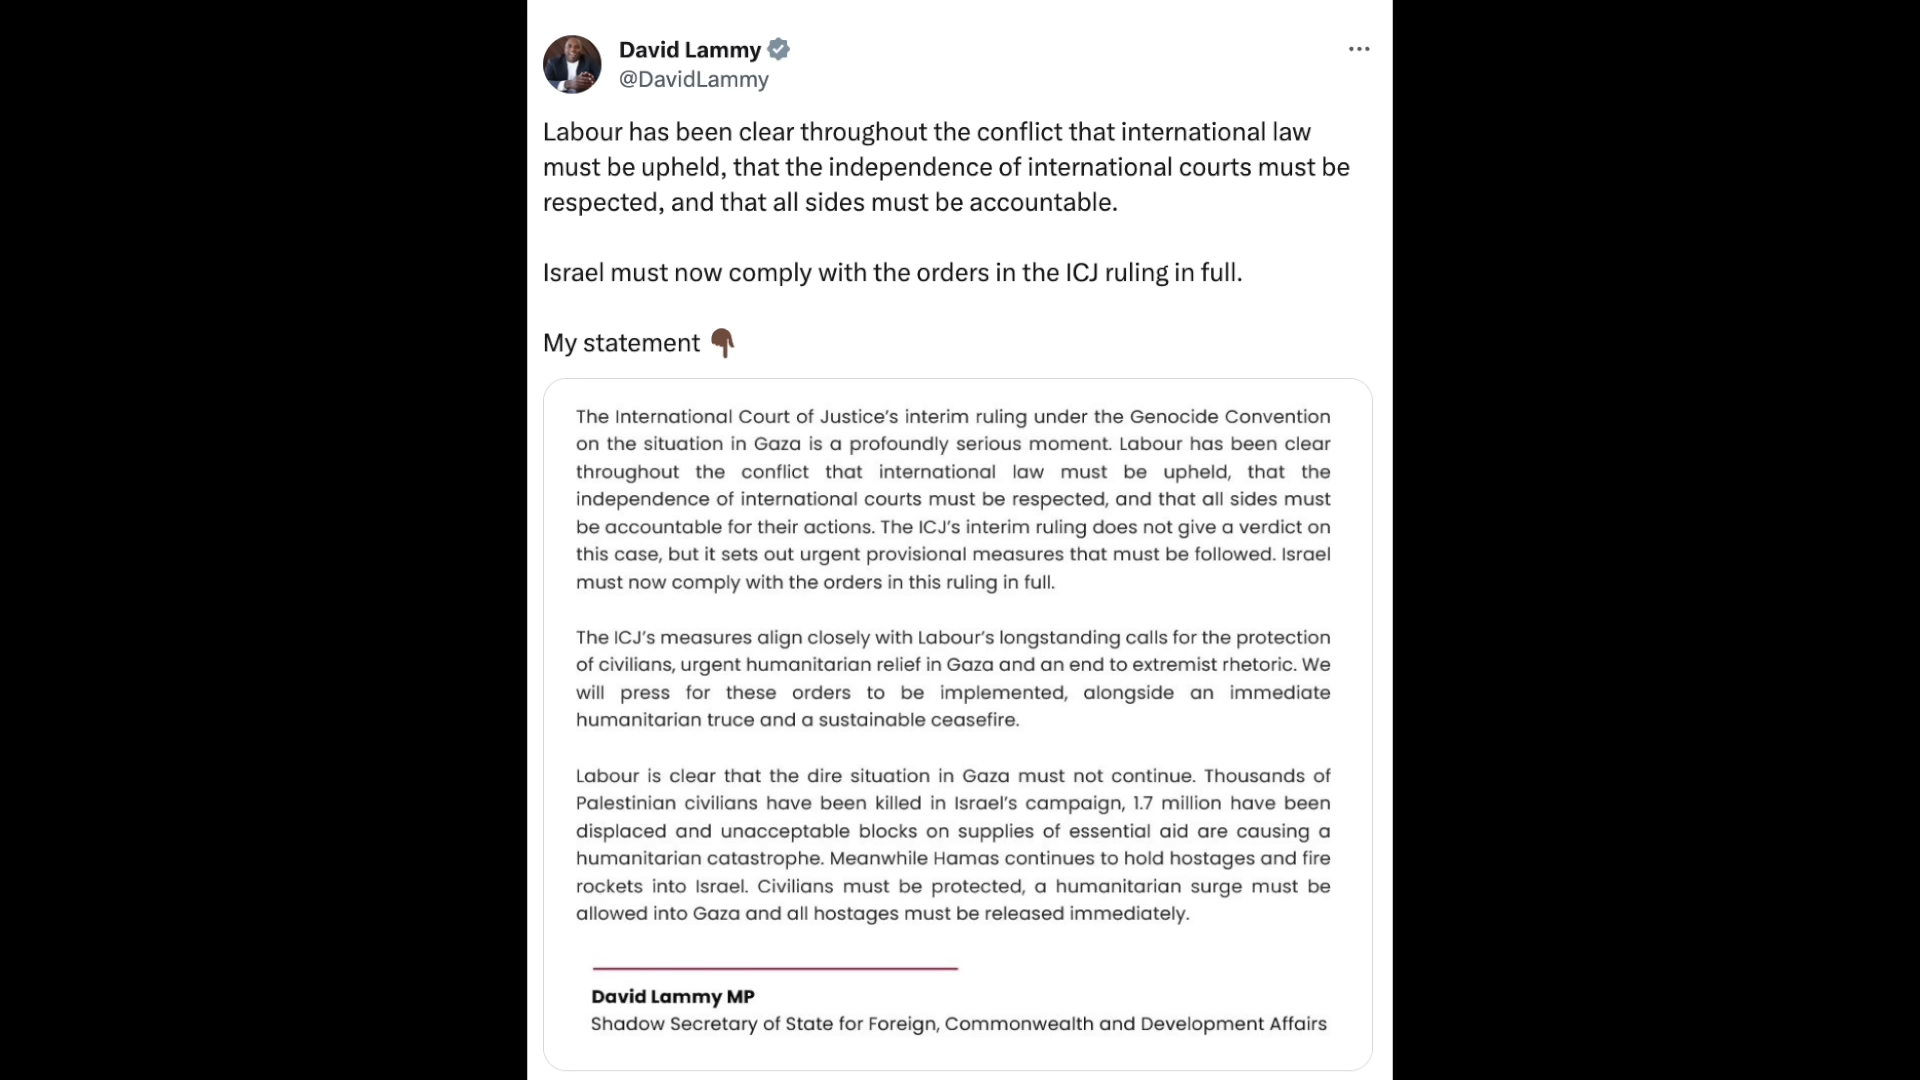 David Lammy
@DavidLammy
Labour has been clear throughout the conflict that international law
must be upheld, that the independence of international courts must be
respected, and that all sides must be accountable.
Israel must now comply with the orders in the ICJ ruling in full.
My statement 👇🏿
The International Court of Justice’s interim ruling under the Genocide Convention
on the situation in Gaza is a profoundly serious moment. Labour has been clear
throughout the conflict that international law must be upheld, that the
independence of international courts must be respected, and that all sides must
be accountable for their actions. The ICJ’s interim ruling does not give a verdict on
this case, but it sets out urgent provisional measures that must be followed. Israel
must now comply with the orders in this ruling in full.
The ICJ’s measures align closely with Labour’s longstanding calls for the protection
of civilians, urgent humanitarian relief in Gaza and an end to extremist rhetoric. We
will press for these orders to be implemented, alongside an immediate
humanitarian truce and a sustainable ceasefire.
Labour is clear that the dire situation in Gaza must not continue. Thousands of
Palestinian civilians have been killed in Israel’s campaign, 1.7 million have been
displaced and unacceptable blocks on supplies of essential aid are causing a
humanitarian catastrophe. Meanwhile Hamas continues to hold hostages and fire
rockets into Israel. Civilians must be protected, a humanitarian surge must be
allowed into Gaza and all hostages must be released immediately.
David Lammy MP
Shadow Secretary of State for Foreign, Commonwealth and Development Affairs